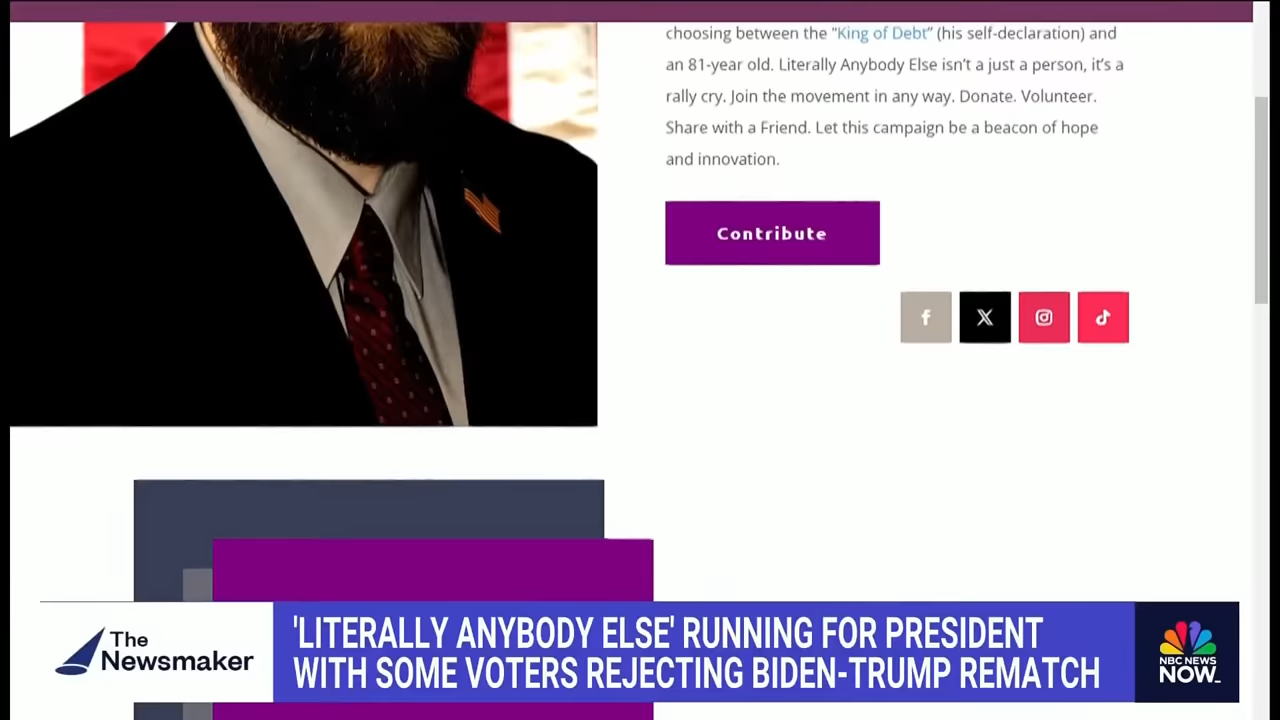 choosing between the "King of Debt" (his self-declaration) and
an 81-year old. Literally Anybody Else isn't a just a person, it's a
rally cry. Join the movement in any way. Donate. Volunteer.
Share with a Friend. Let this campaign be a beacon of hope
and innovation.
Contribute
The
Newsmaker
'LITERALLY ANYBODY ELSE' RUNNING FOR PRESIDENT
WITH SOME VOTERS REJECTING BIDEN-TRUMP REMATCH
NBC NEWS
NOW